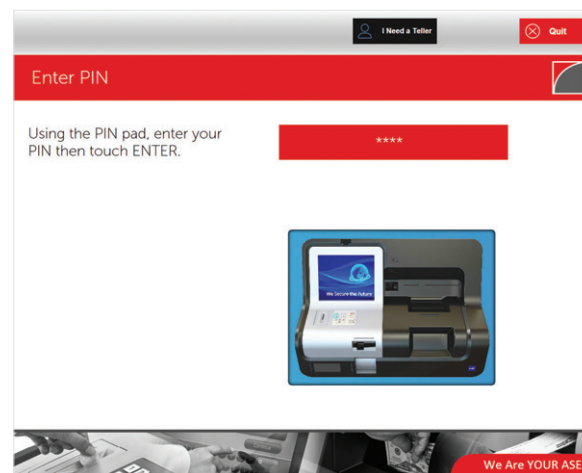 I Need a Teller
Quit
Enter PIN
Using the PIN pad, enter your
PIN then touch ENTER.
****
We Secure the Future
We Are YOUR ASE